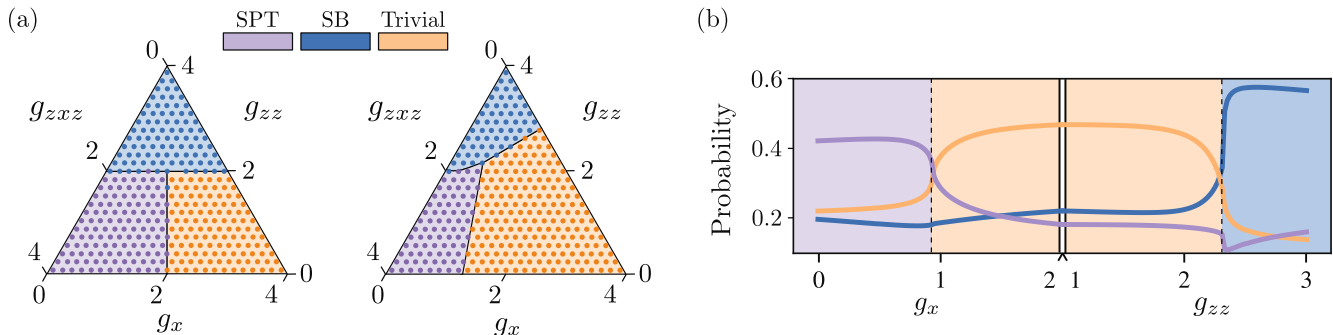 (a)
SPT SB Trivial
0 4 0 4
g_zxz g_zz g_zxz g_zz
2 2 2 2
4 0 4 0
0 2 4 0 2 4
g_x g_x
(b)
Probability
0.6
0.4
0.2
0 1 2 1 2 3
g_x g_zz